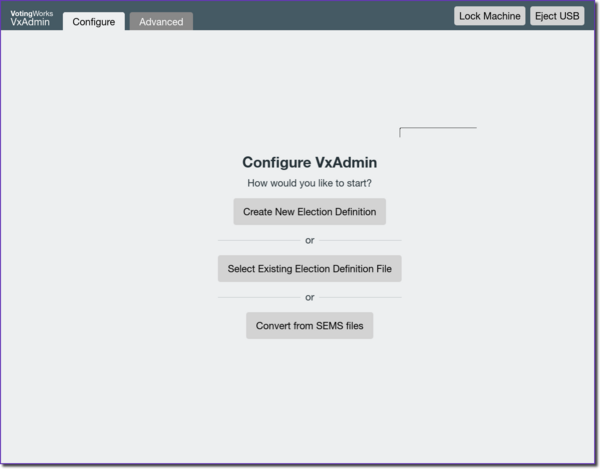 VotingWorks
VxAdmin
Configure
Advanced
Lock Machine
Eject USB
Configure VxAdmin
How would you like to start?
Create New Election Definition
or
Select Existing Election Definition File
or
Convert from SEMS files